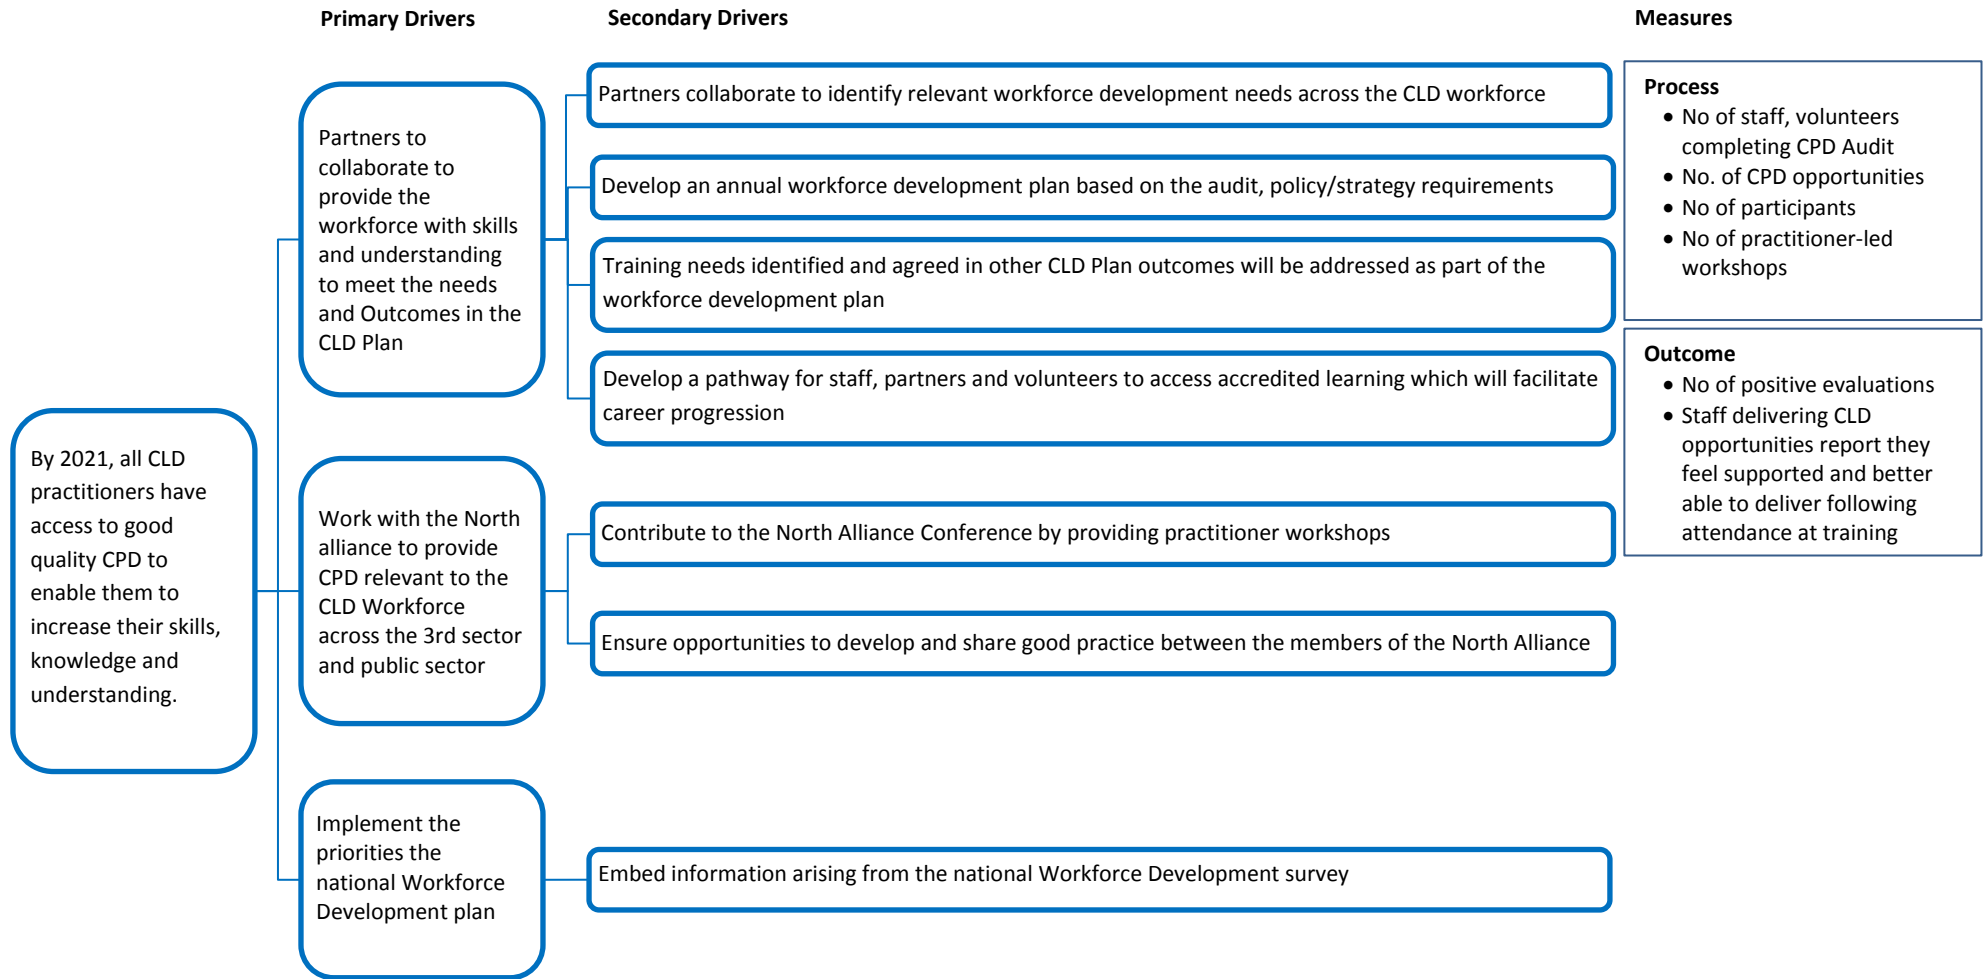 Primary Drivers
Secondary Drivers
Measures
By 2021, all CLD
practitioners have
access to good
quality CPD to
enable them to
increase their skills,
knowledge and
understanding.
Partners to
collaborate to
provide the
workforce with skills
and understanding
to meet the needs
and Outcomes in the
CLD Plan
Partners collaborate to identify relevant workforce development needs across the CLD workforce
Develop an annual workforce development plan based on the audit, policy/strategy requirements
Training needs identified and agreed in other CLD Plan outcomes will be addressed as part of the
workforce development plan
Develop a pathway for staff, partners and volunteers to access accredited learning which will facilitate
career progression
Work with the North
alliance to provide
CPD relevant to the
CLD Workforce
across the 3rd sector
and public sector
Contribute to the North Alliance Conference by providing practitioner workshops
Ensure opportunities to develop and share good practice between the members of the North Alliance
Implement the
priorities the
national Workforce
Development plan
Embed information arising from the national Workforce Development survey
Process
• No of staff, volunteers
completing CPD Audit
• No. of CPD opportunities
• No of participants
• No of practitioner-led
workshops
Outcome
• No of positive evaluations
• Staff delivering CLD
opportunities report they
feel supported and better
able to deliver following
attendance at training